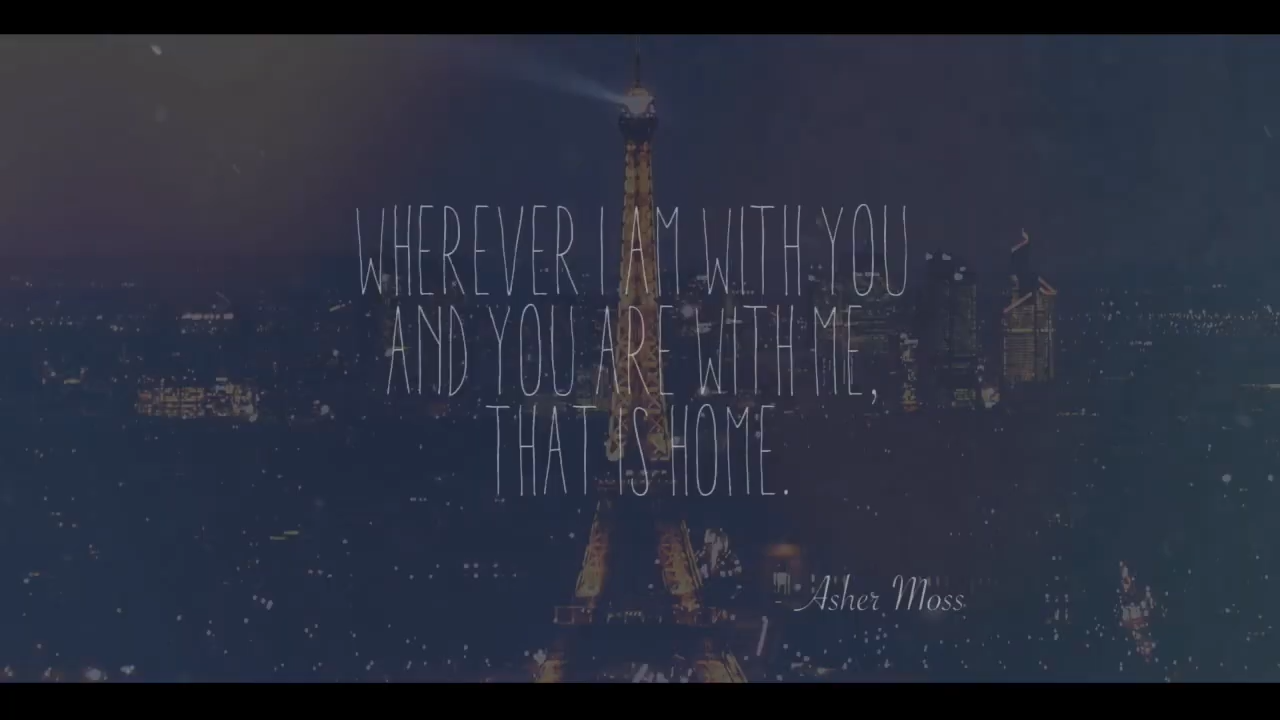 WHEREVER I AM WITH YOU
AND YOU ARE WITH ME,
THAT IS HOME.
Asher Moss